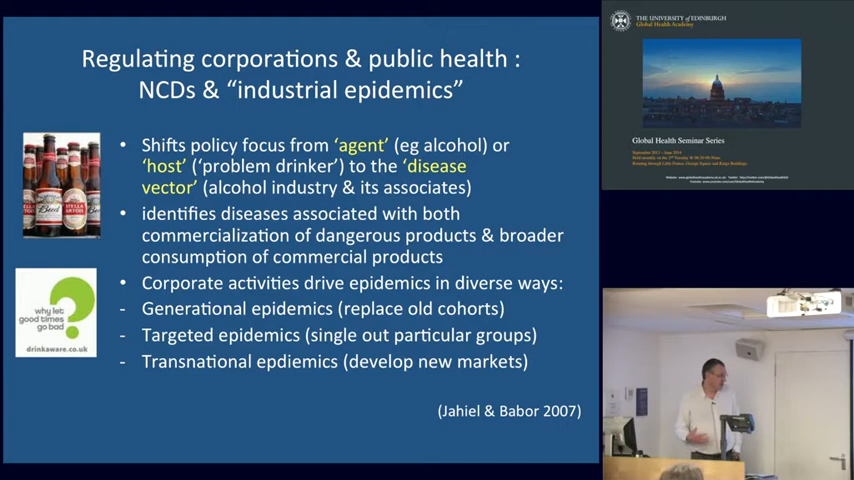 Regulating corporations & public health :
NCDs & “industrial epidemics”
• Shifts policy focus from ‘agent’ (eg alcohol) or
‘host’ (‘problem drinker’) to the ‘disease
vector’ (alcohol industry & its associates)
• identifies diseases associated with both
commercialization of dangerous products & broader
consumption of commercial products
• Corporate activities drive epidemics in diverse ways:
- Generational epidemics (replace old cohorts)
- Targeted epidemics (single out particular groups)
- Transnational epdiemics (develop new markets)
(Jahiel & Babor 2007)
Bud
STELLA
ARTOIS
why let
good times
go bad
?
drinkaware.co.uk
THE UNIVERSITY of EDINBURGH
Global Health Academy
Global Health Seminar Series